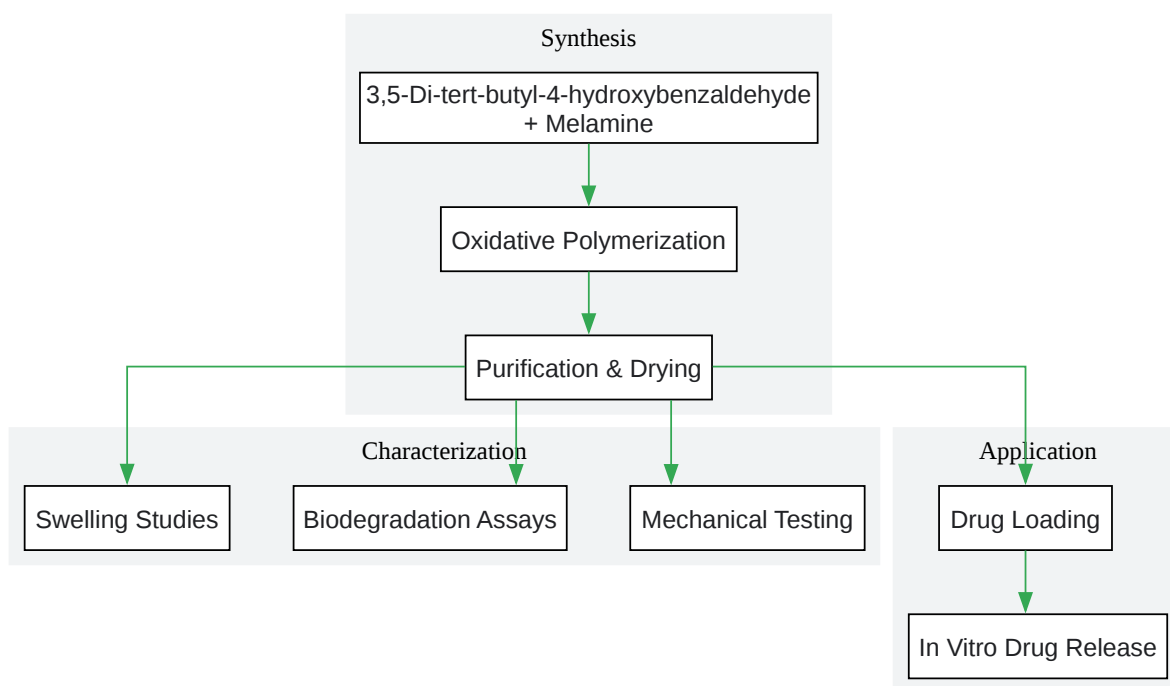 Synthesis
3,5-Di-tert-butyl-4-hydroxybenzaldehyde
+ Melamine
Oxidative Polymerization
Purification & Drying
Characterization
Swelling Studies
Biodegradation Assays
Mechanical Testing
Application
Drug Loading
In Vitro Drug Release